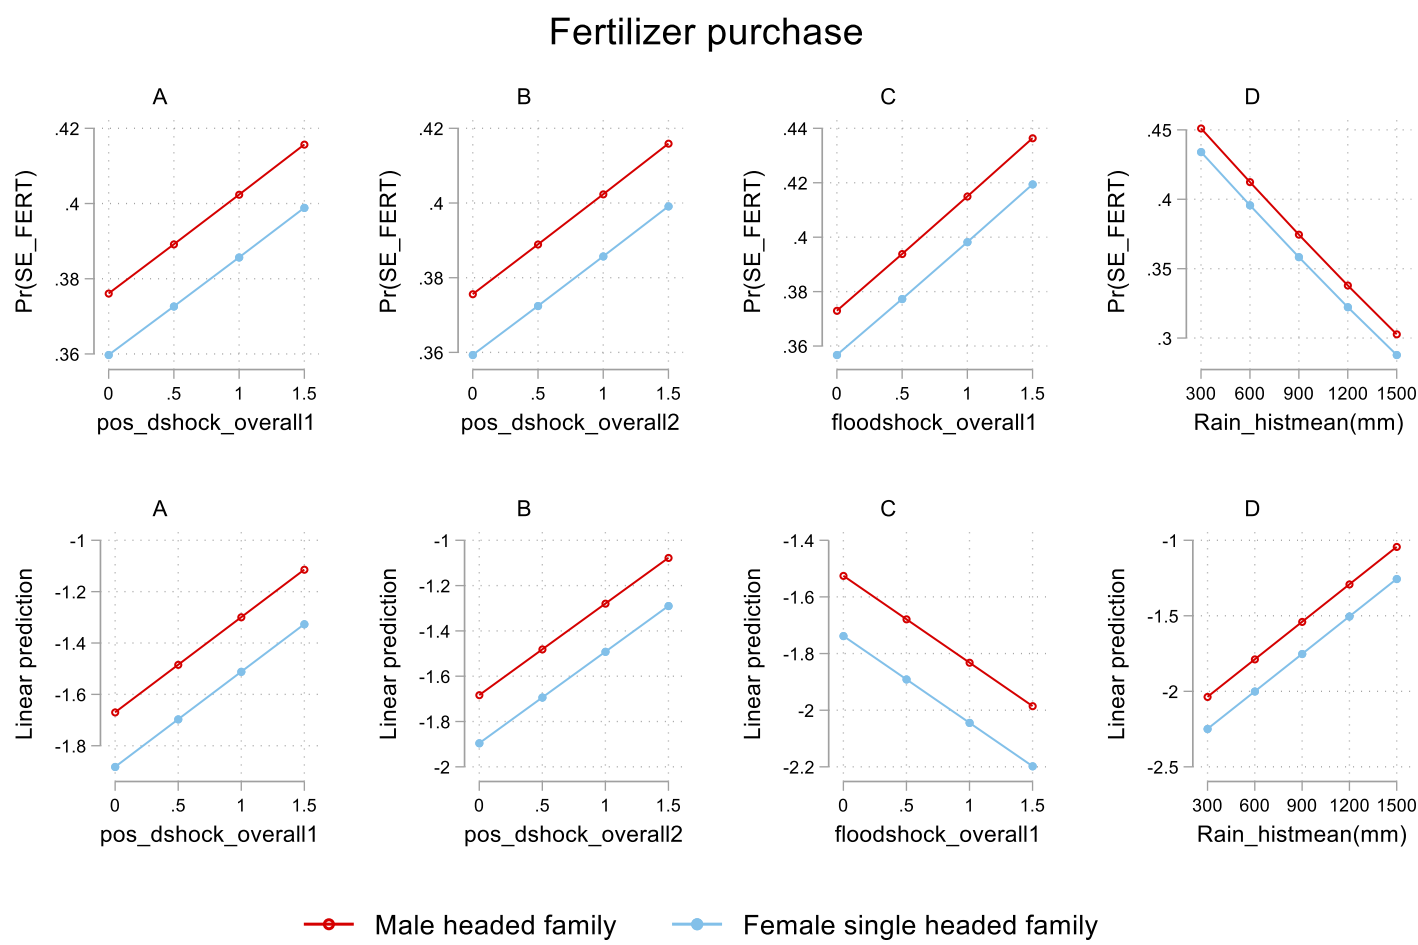 Fertilizer purchase
A
B
C
D
Pr(SE_FERT)
.42
.4
.38
.36
0 .5 1 1.5
pos_dshock_overall1
Pr(SE_FERT)
.42
.4
.38
.36
0 .5 1 1.5
pos_dshock_overall2
Pr(SE_FERT)
.44
.42
.4
.38
.36
0 .5 1 1.5
floodshock_overall1
Pr(SE_FERT)
.45
.4
.35
.3
300 600 900 1200 1500
Rain_histmean(mm)
A
B
C
D
Linear prediction
-1
-1.2
-1.4
-1.6
-1.8
0 .5 1 1.5
pos_dshock_overall1
Linear prediction
-1
-1.2
-1.4
-1.6
-1.8
-2
0 .5 1 1.5
pos_dshock_overall2
Linear prediction
-1.4
-1.6
-1.8
-2
-2.2
0 .5 1 1.5
floodshock_overall1
Linear prediction
-1
-1.5
-2
-2.5
300 600 900 1200 1500
Rain_histmean(mm)
Male headed family
Female single headed family